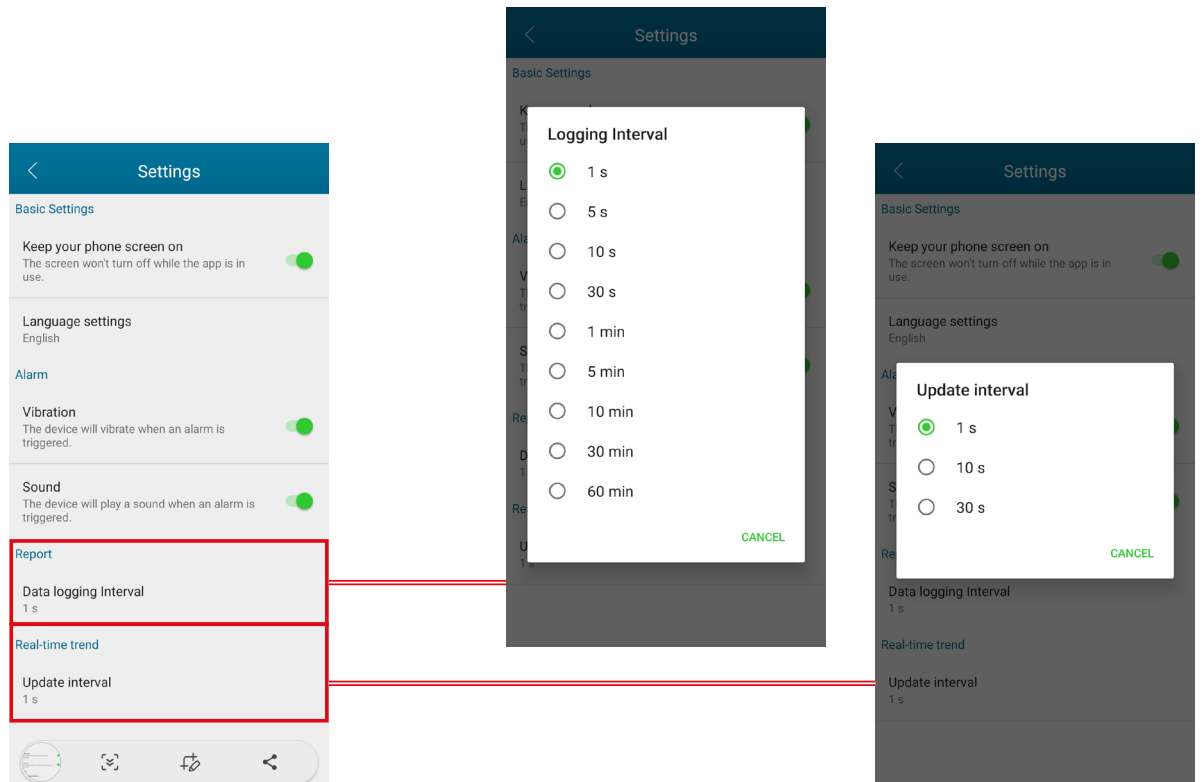 Settings
Basic Settings
Keep your phone screen on
The screen won't turn off while the app is in
use.
Language settings
English
Alarm
Vibration
The device will vibrate when an alarm is
triggered.
Sound
The device will play a sound when an alarm is
triggered.
Report
Data logging Interval
1 s
Real-time trend
Update interval
1 s
Settings
Basic Settings
Logging Interval
1 s
5 s
10 s
30 s
1 min
5 min
10 min
30 min
60 min
CANCEL
1 s
Settings
Basic Settings
Keep your phone screen on
The screen won't turn off while the app is in
use.
Language settings
English
Update interval
1 s
10 s
30 s
CANCEL
Data logging Interval
1 s
Real-time trend
Update interval
1 s